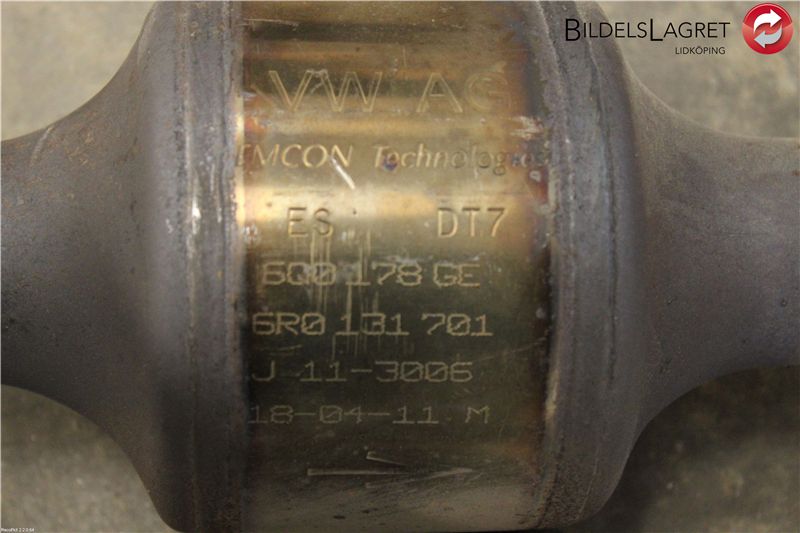 BILDELSLAGRET
LIDKÖPING
VW AG
EMCON Technologies
ES DT7
6Q0 178 GE
6R0 131 701
J 11-3006
18-04-11 M